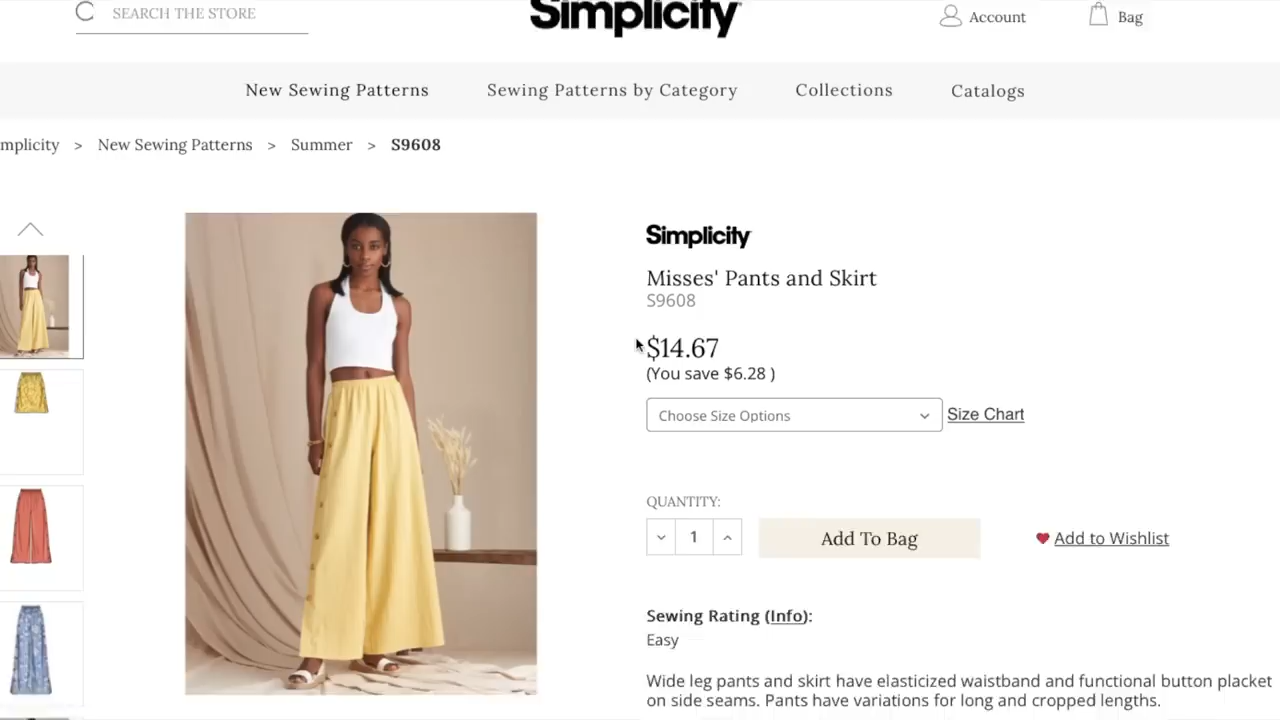 SEARCH THE STORE
Simplicity
Account
Bag
New Sewing Patterns
Sewing Patterns by Category
Collections
Catalogs
mplicity > New Sewing Patterns > Summer > S9608
Simplicity
Misses' Pants and Skirt
S9608
$14.67
(You save $6.28 )
Choose Size Options
Size Chart
QUANTITY:
1
Add To Bag
Add to Wishlist
Sewing Rating (Info):
Easy
Wide leg pants and skirt have elasticized waistband and functional button placket
on side seams. Pants have variations for long and cropped lengths.